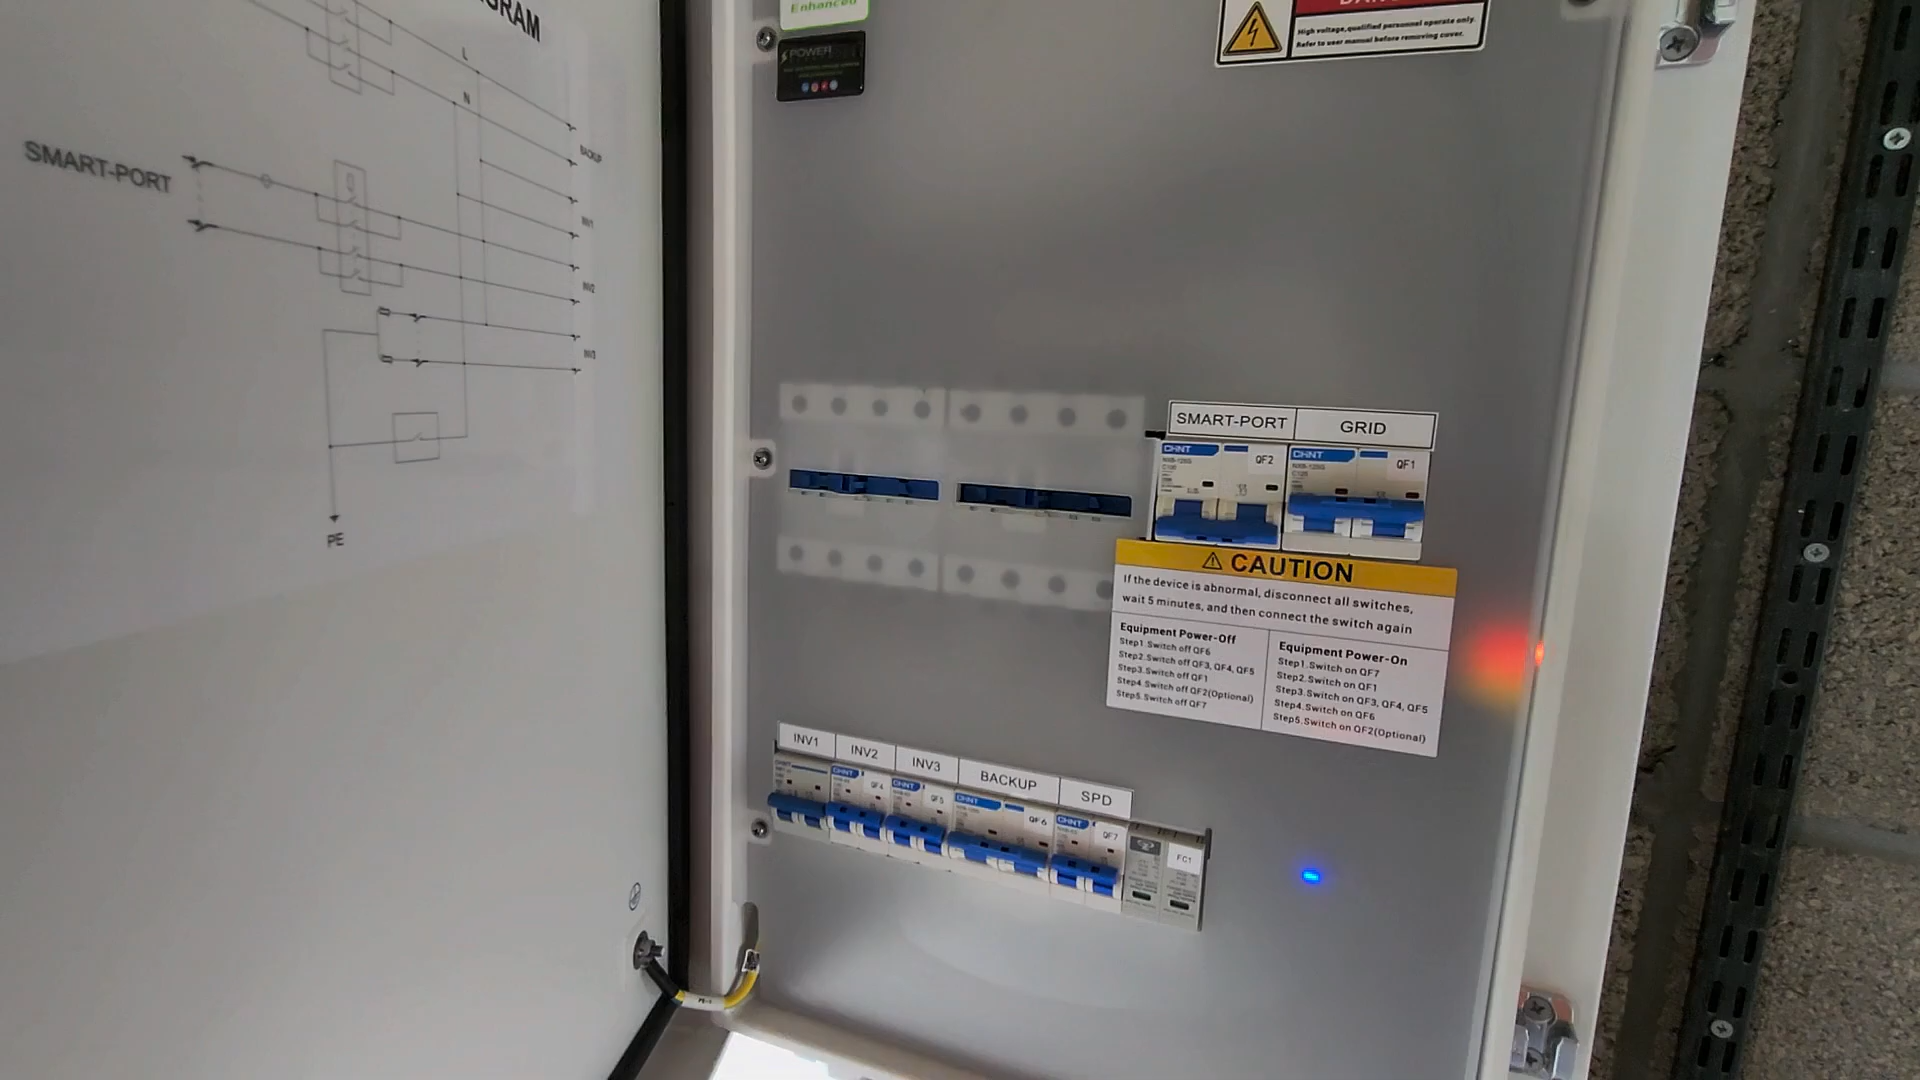 GRAM
L
N
BACKUP
SMART-PORT
INV1
INV2
INV3
PE
Enhanced
POWER
High voltage,qualified personnel operate only.
Refer to user manual before removing cover.
SMART-PORT
GRID
CHNT
QF2
CHNT
QF1
CAUTION
If the device is abnormal, disconnect all switches,
wait 5 minutes, and then connect the switch again
Equipment Power-Off
Step1.Switch off QF6
Step2.Switch off QF3, QF4, QF5
Step3.Switch off QF1
Step4.Switch off QF2(Optional)
Step5.Switch off QF7
Equipment Power-On
Step1.Switch on QF7
Step2.Switch on QF1
Step3.Switch on QF3, QF4, QF5
Step4.Switch on QF6
Step5.Switch on QF2(Optional)
INV1
INV2
INV3
BACKUP
SPD
CHNT
QF4
CHNT
QF5
CHNT
QF6
CHNT
QF7
FC1